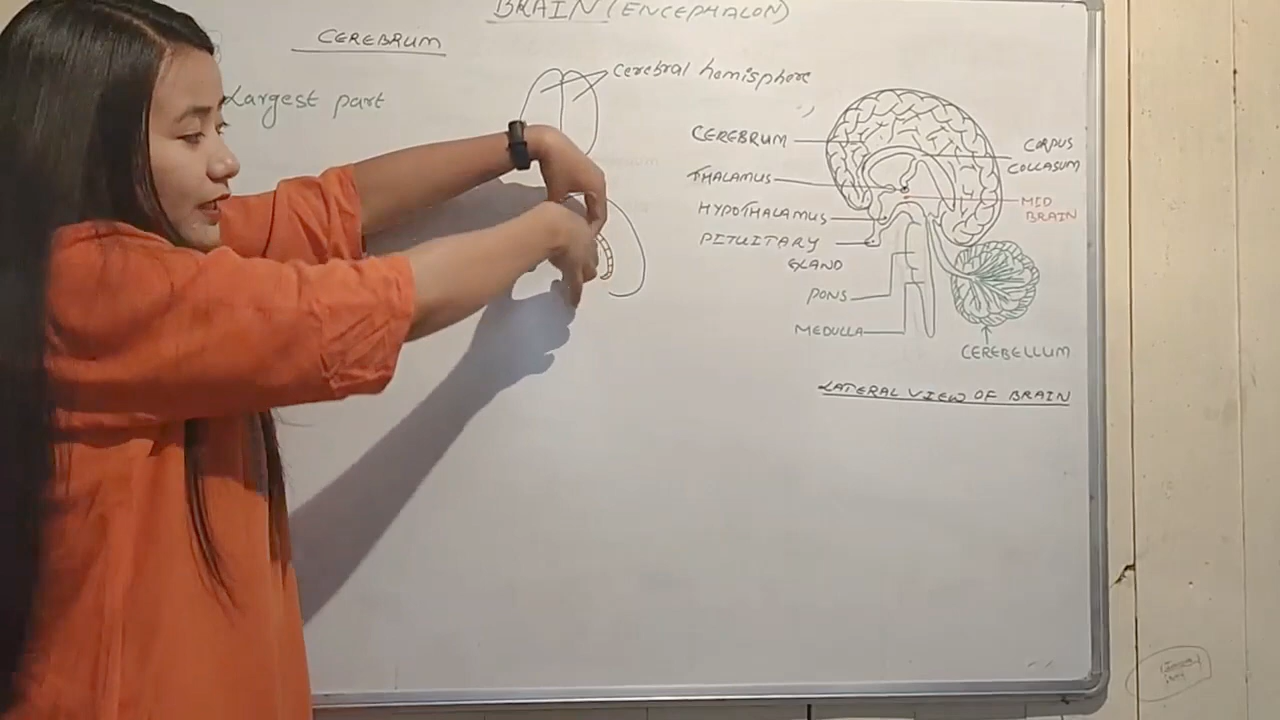 BRAIN (ENCEPHALON)
CEREBRUM
Largest part
Cerebral hemisphere
CEREBRUM
THALAMUS
HYPOTHALAMUS
PITUITARY
GLAND
PONS
MEDULLA
CORPUS
COLLASUM
MID
BRAIN
CEREBELLUM
LATERAL VIEW OF BRAIN